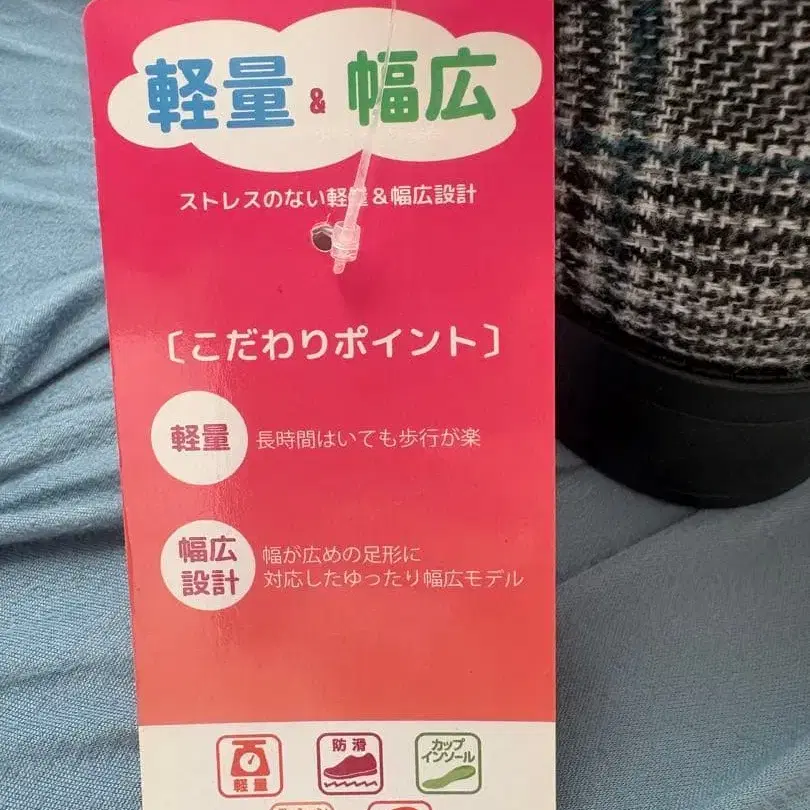 軽量 & 幅広
ストレスのない軽量&幅広設計
〔こだわりポイント〕
軽量 長時間はいても歩行が楽
幅広
設計
幅が広めの足形に
対応したゆったり幅広モデル
軽量
防滑
カップ
インソール